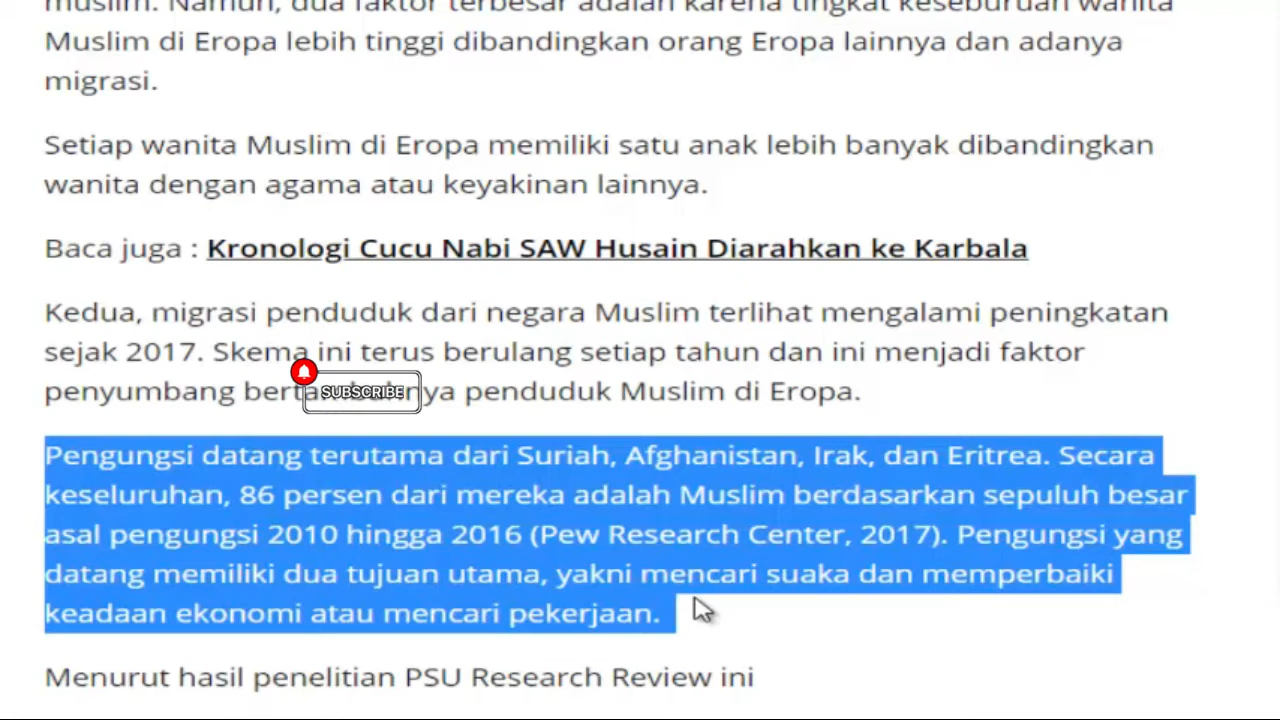 muslim. Namun, dua faktor terbesar adalah karena tingkat keseburuan wanita
Muslim di Eropa lebih tinggi dibandingkan orang Eropa lainnya dan adanya
migrasi.
Setiap wanita Muslim di Eropa memiliki satu anak lebih banyak dibandingkan
wanita dengan agama atau keyakinan lainnya.
Baca juga : Kronologi Cucu Nabi SAW Husain Diarahkan ke Karbala
Kedua, migrasi penduduk dari negara Muslim terlihat mengalami peningkatan
sejak 2017. Skema ini terus berulang setiap tahun dan ini menjadi faktor
penyumbang bertambahnya penduduk Muslim di Eropa.
SUBSCRIBE
Pengungsi datang terutama dari Suriah, Afghanistan, Irak, dan Eritrea. Secara
keseluruhan, 86 persen dari mereka adalah Muslim berdasarkan sepuluh besar
asal pengungsi 2010 hingga 2016 (Pew Research Center, 2017). Pengungsi yang
datang memiliki dua tujuan utama, yakni mencari suaka dan memperbaiki
keadaan ekonomi atau mencari pekerjaan.
Menurut hasil penelitian PSU Research Review ini